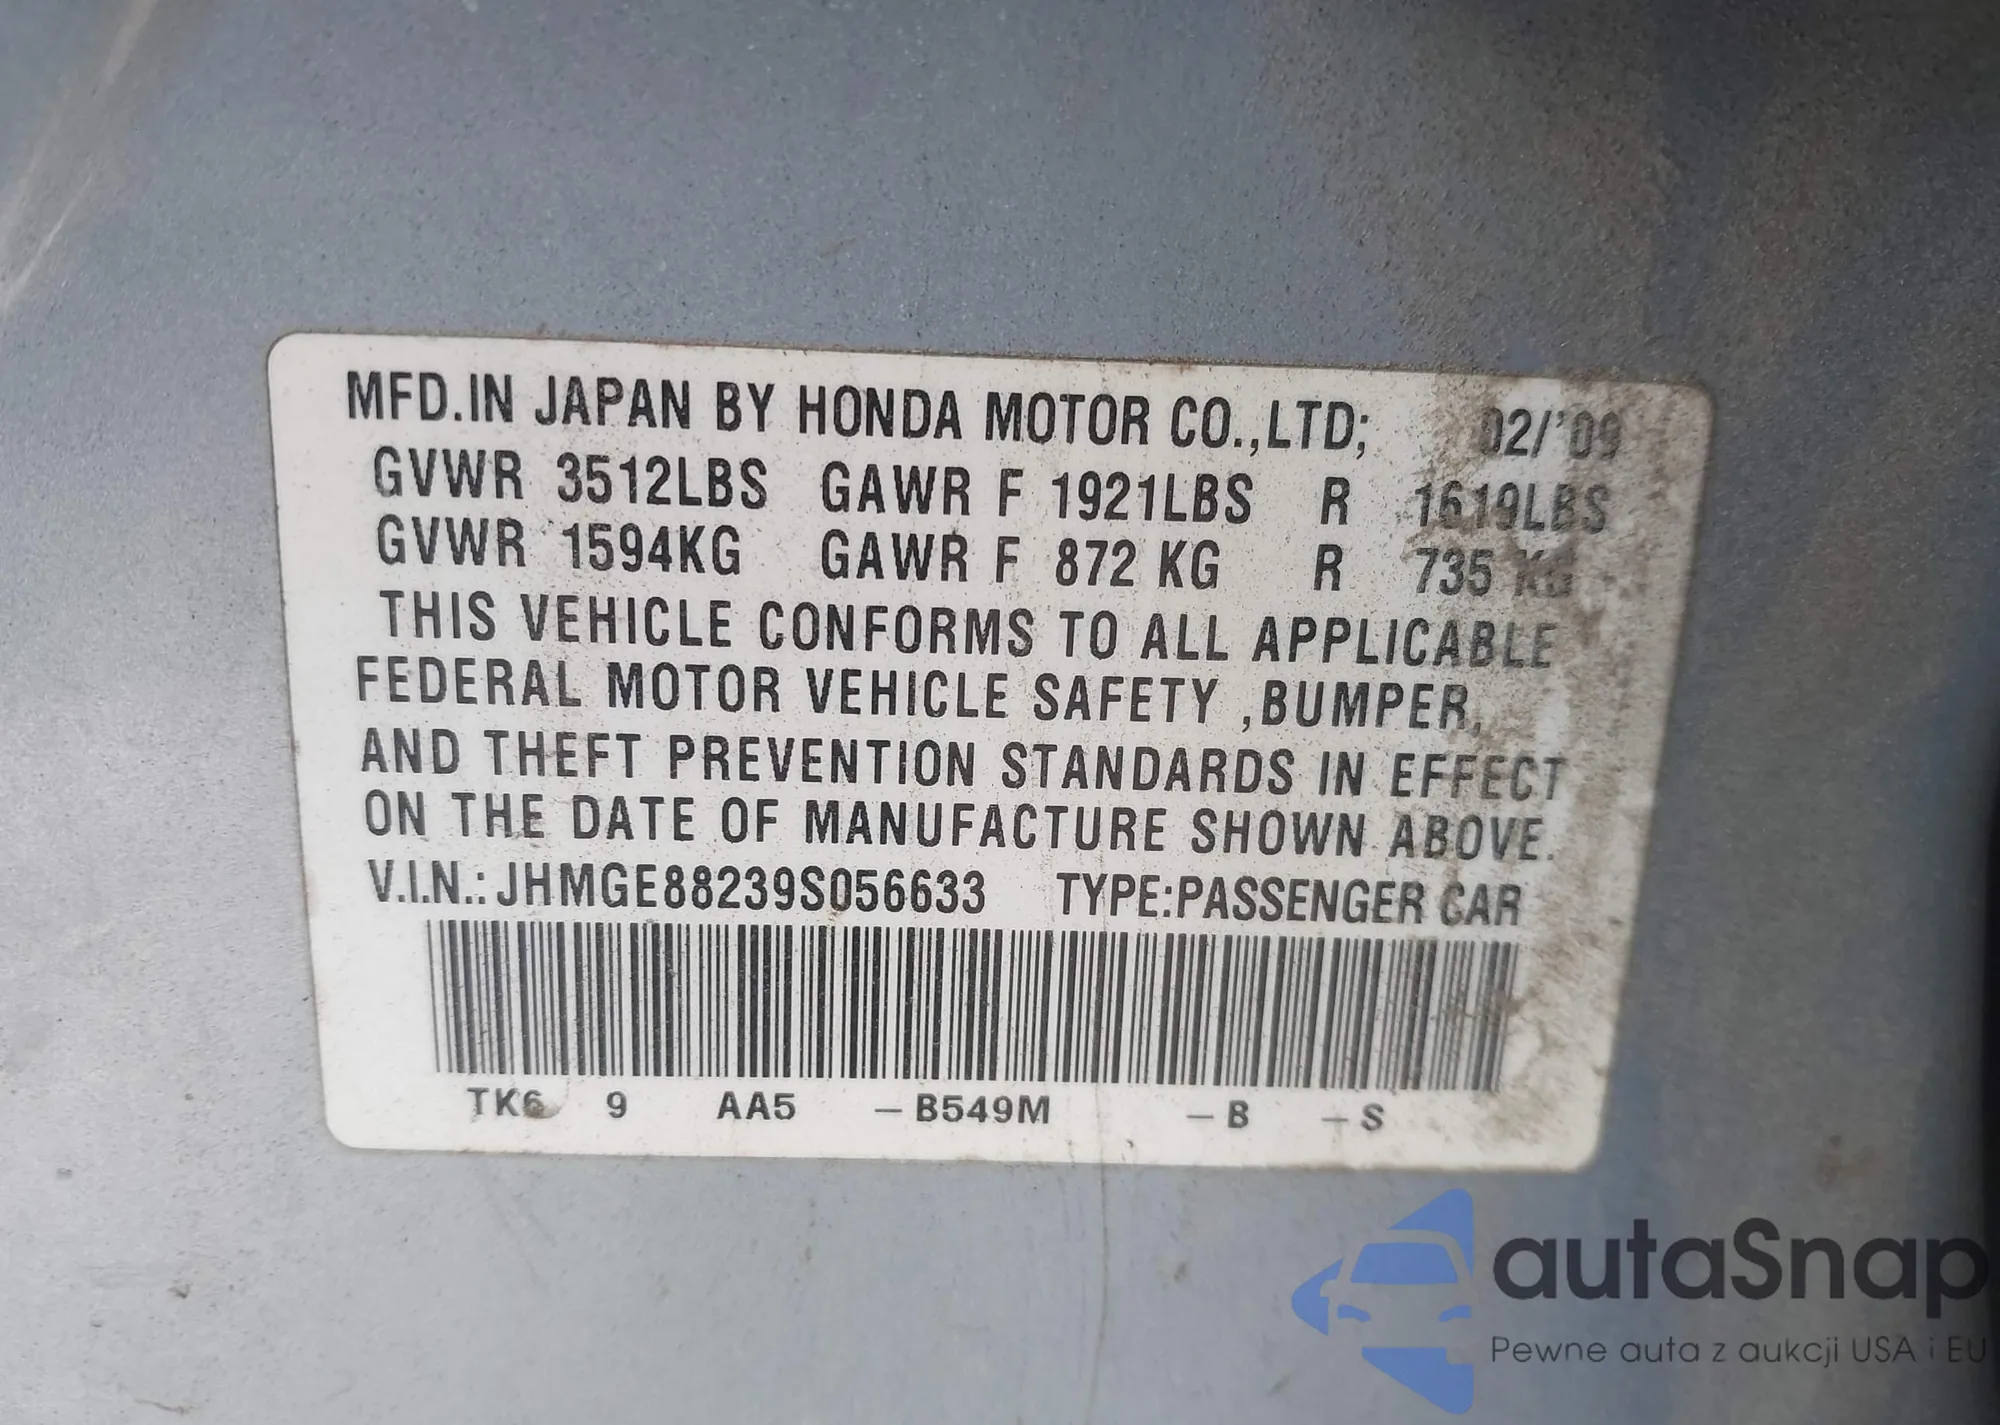 MFD.IN JAPAN BY HONDA MOTOR CO.,LTD; 02/'09
GVWR 3512LBS GAWR F 1921LBS R 1619LBS
GVWR 1594KG GAWR F 872 KG R 735 KG
THIS VEHICLE CONFORMS TO ALL APPLICABLE
FEDERAL MOTOR VEHICLE SAFETY ,BUMPER,
AND THEFT PREVENTION STANDARDS IN EFFECT
ON THE DATE OF MANUFACTURE SHOWN ABOVE.
V.I.N.: JHMGE88239S056633 TYPE:PASSENGER CAR
TK6 9 AA5 –B549M –B –S
autaSnap
Pewne auta z aukcji USA i EU